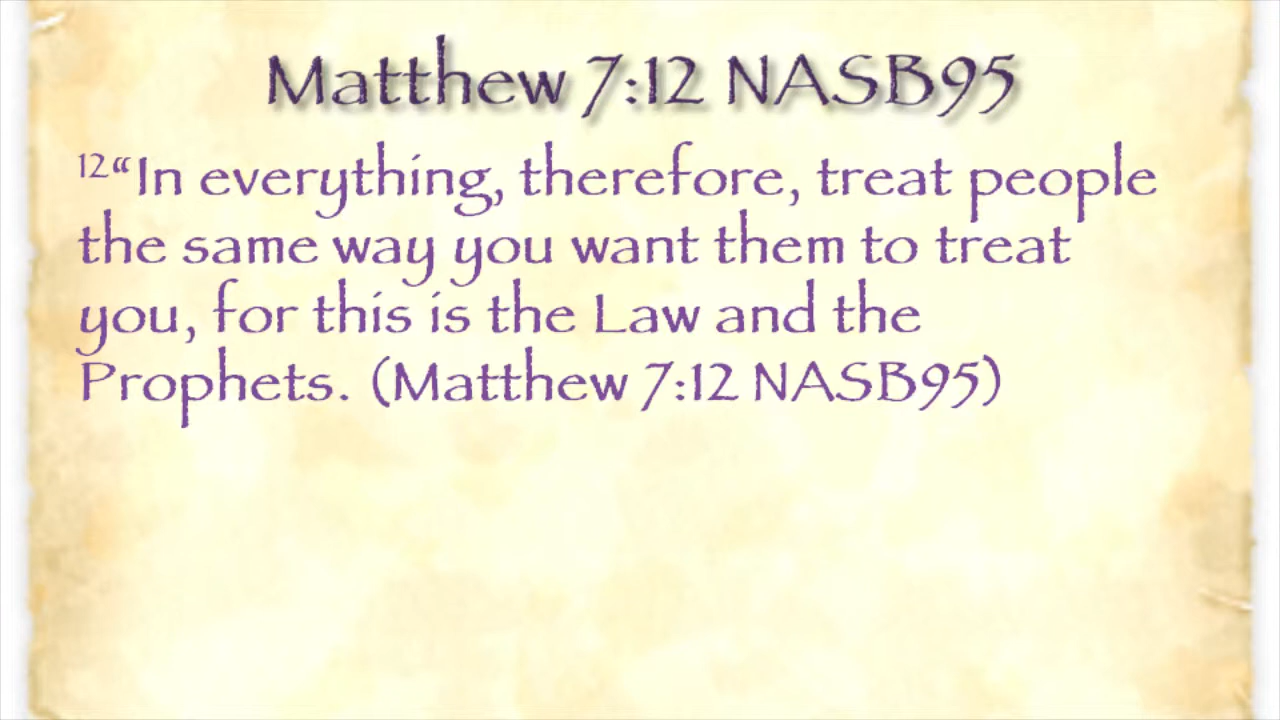 Matthew 7:12 NASB95
12“In everything, therefore, treat people
the same way you want them to treat
you, for this is the Law and the
Prophets. (Matthew 7:12 NASB95)